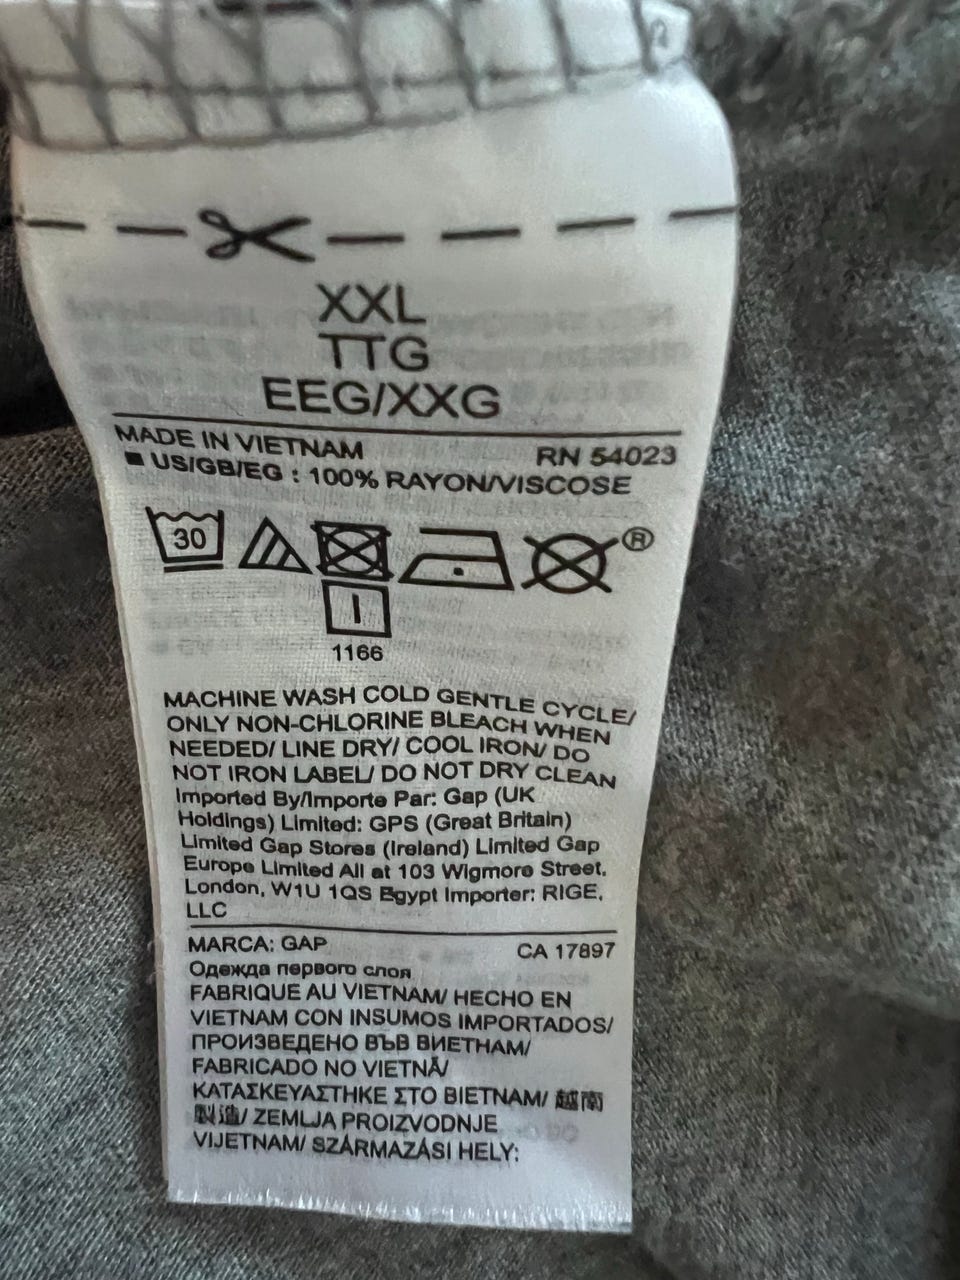 XXL
TTG
EEG/XXG
MADE IN VIETNAM RN 54023
US/GB/EG : 100% RAYON/VISCOSE
30
®
1166
MACHINE WASH COLD GENTLE CYCLE/
ONLY NON-CHLORINE BLEACH WHEN
NEEDED/ LINE DRY/ COOL IRON/ DO
NOT IRON LABEL/ DO NOT DRY CLEAN
Imported By/Importe Par: Gap (UK
Holdings) Limited: GPS (Great Britain)
Limited Gap Stores (Ireland) Limited Gap
Europe Limited All at 103 Wigmore Street,
London, W1U 1QS Egypt Importer: RIGE,
LLC
MARCA: GAP CA 17897
Одежда первого слоя
FABRIQUE AU VIETNAM/ HECHO EN
VIETNAM CON INSUMOS IMPORTADOS/
ПРОИЗВЕДЕНО ВЪВ ВИЕТНАМ/
FABRICADO NO VIETNÃ/
ΚΑΤΑΣΚΕΥΑΣΤΗΚΕ ΣΤΟ ΒΙΕΤΝΑΜ/ 越南
製造/ ZEMLJA PROIZVODNJE
VIJETNAM/ SZÁRMAZÁSI HELY: